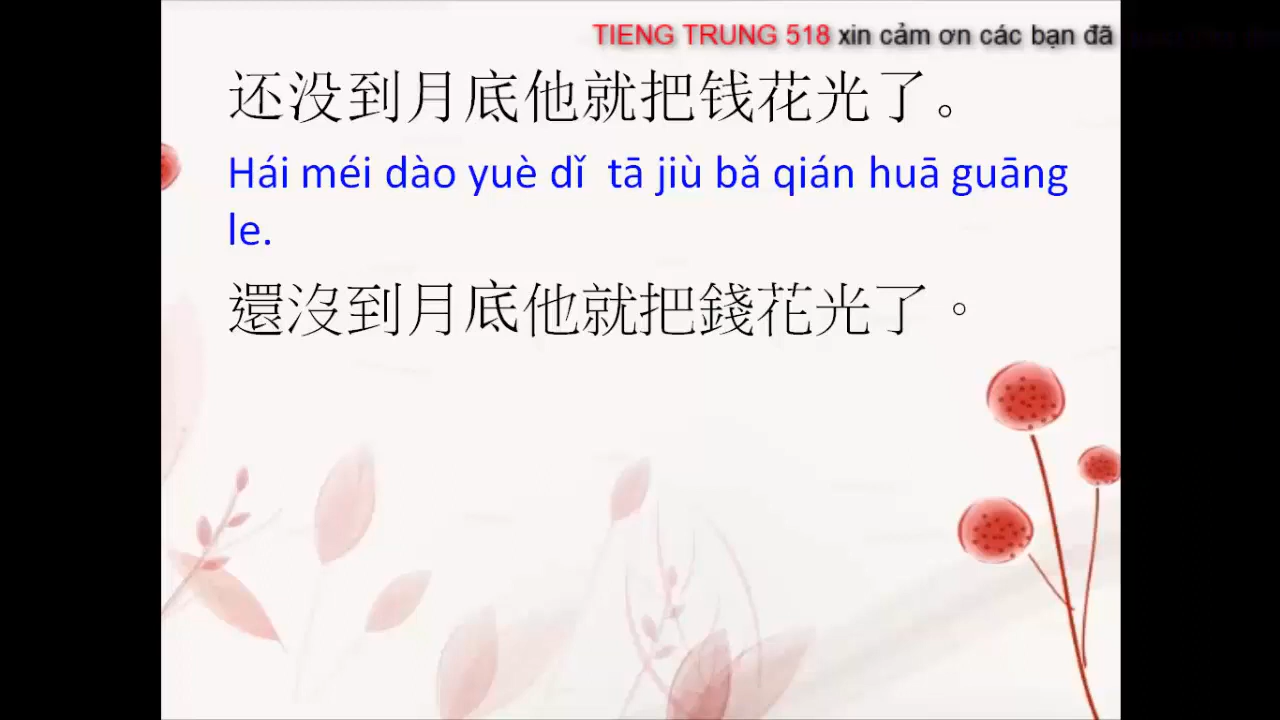 TIENG TRUNG 518 xin cảm ơn các bạn đã
还没到月底他就把钱花光了。
Hái méi dào yuè dǐ tā jiù bǎ qián huā guāng
le.
還沒到月底他就把錢花光了。